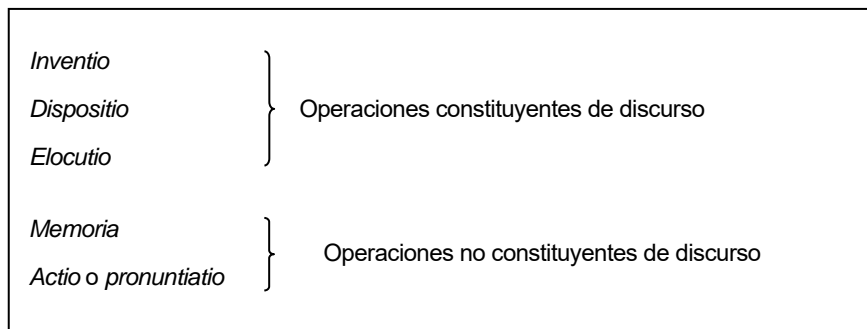 Inventio
Dispositio
Operaciones constituyentes de discurso
Elocutio
Memoria
Operaciones no constituyentes de discurso
Actio o pronuntiatio